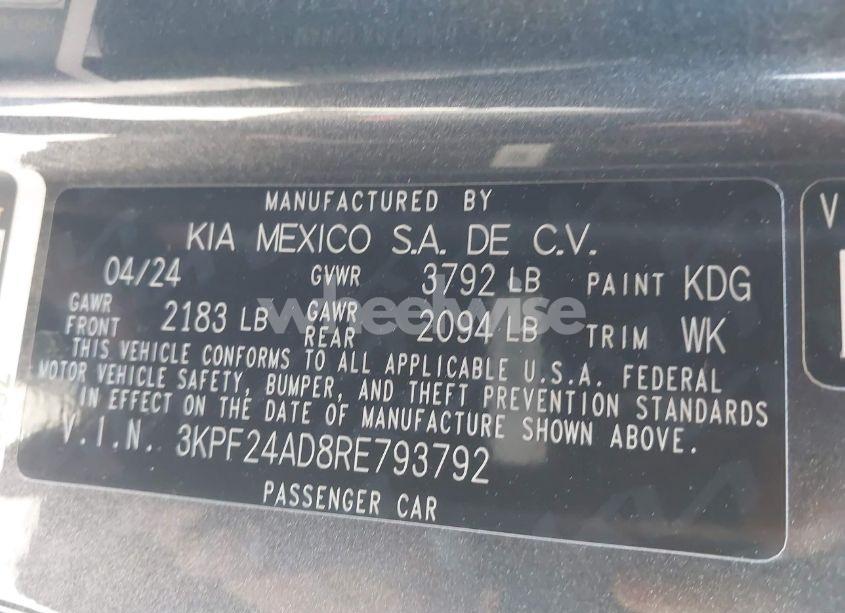 MANUFACTURED BY
KIA MEXICO S.A. DE C.V.
04/24 GVWR 3792 LB PAINT KDG
GAWR FRONT 2183 LB GAWR REAR 2094 LB TRIM WK
THIS VEHICLE CONFORMS TO ALL APPLICABLE U.S.A. FEDERAL
MOTOR VEHICLE SAFETY, BUMPER, AND THEFT PREVENTION STANDARDS
IN EFFECT ON THE DATE OF MANUFACTURE SHOWN ABOVE.
V.I.N. 3KPF24AD8RE793792
PASSENGER CAR
wheelwise
V